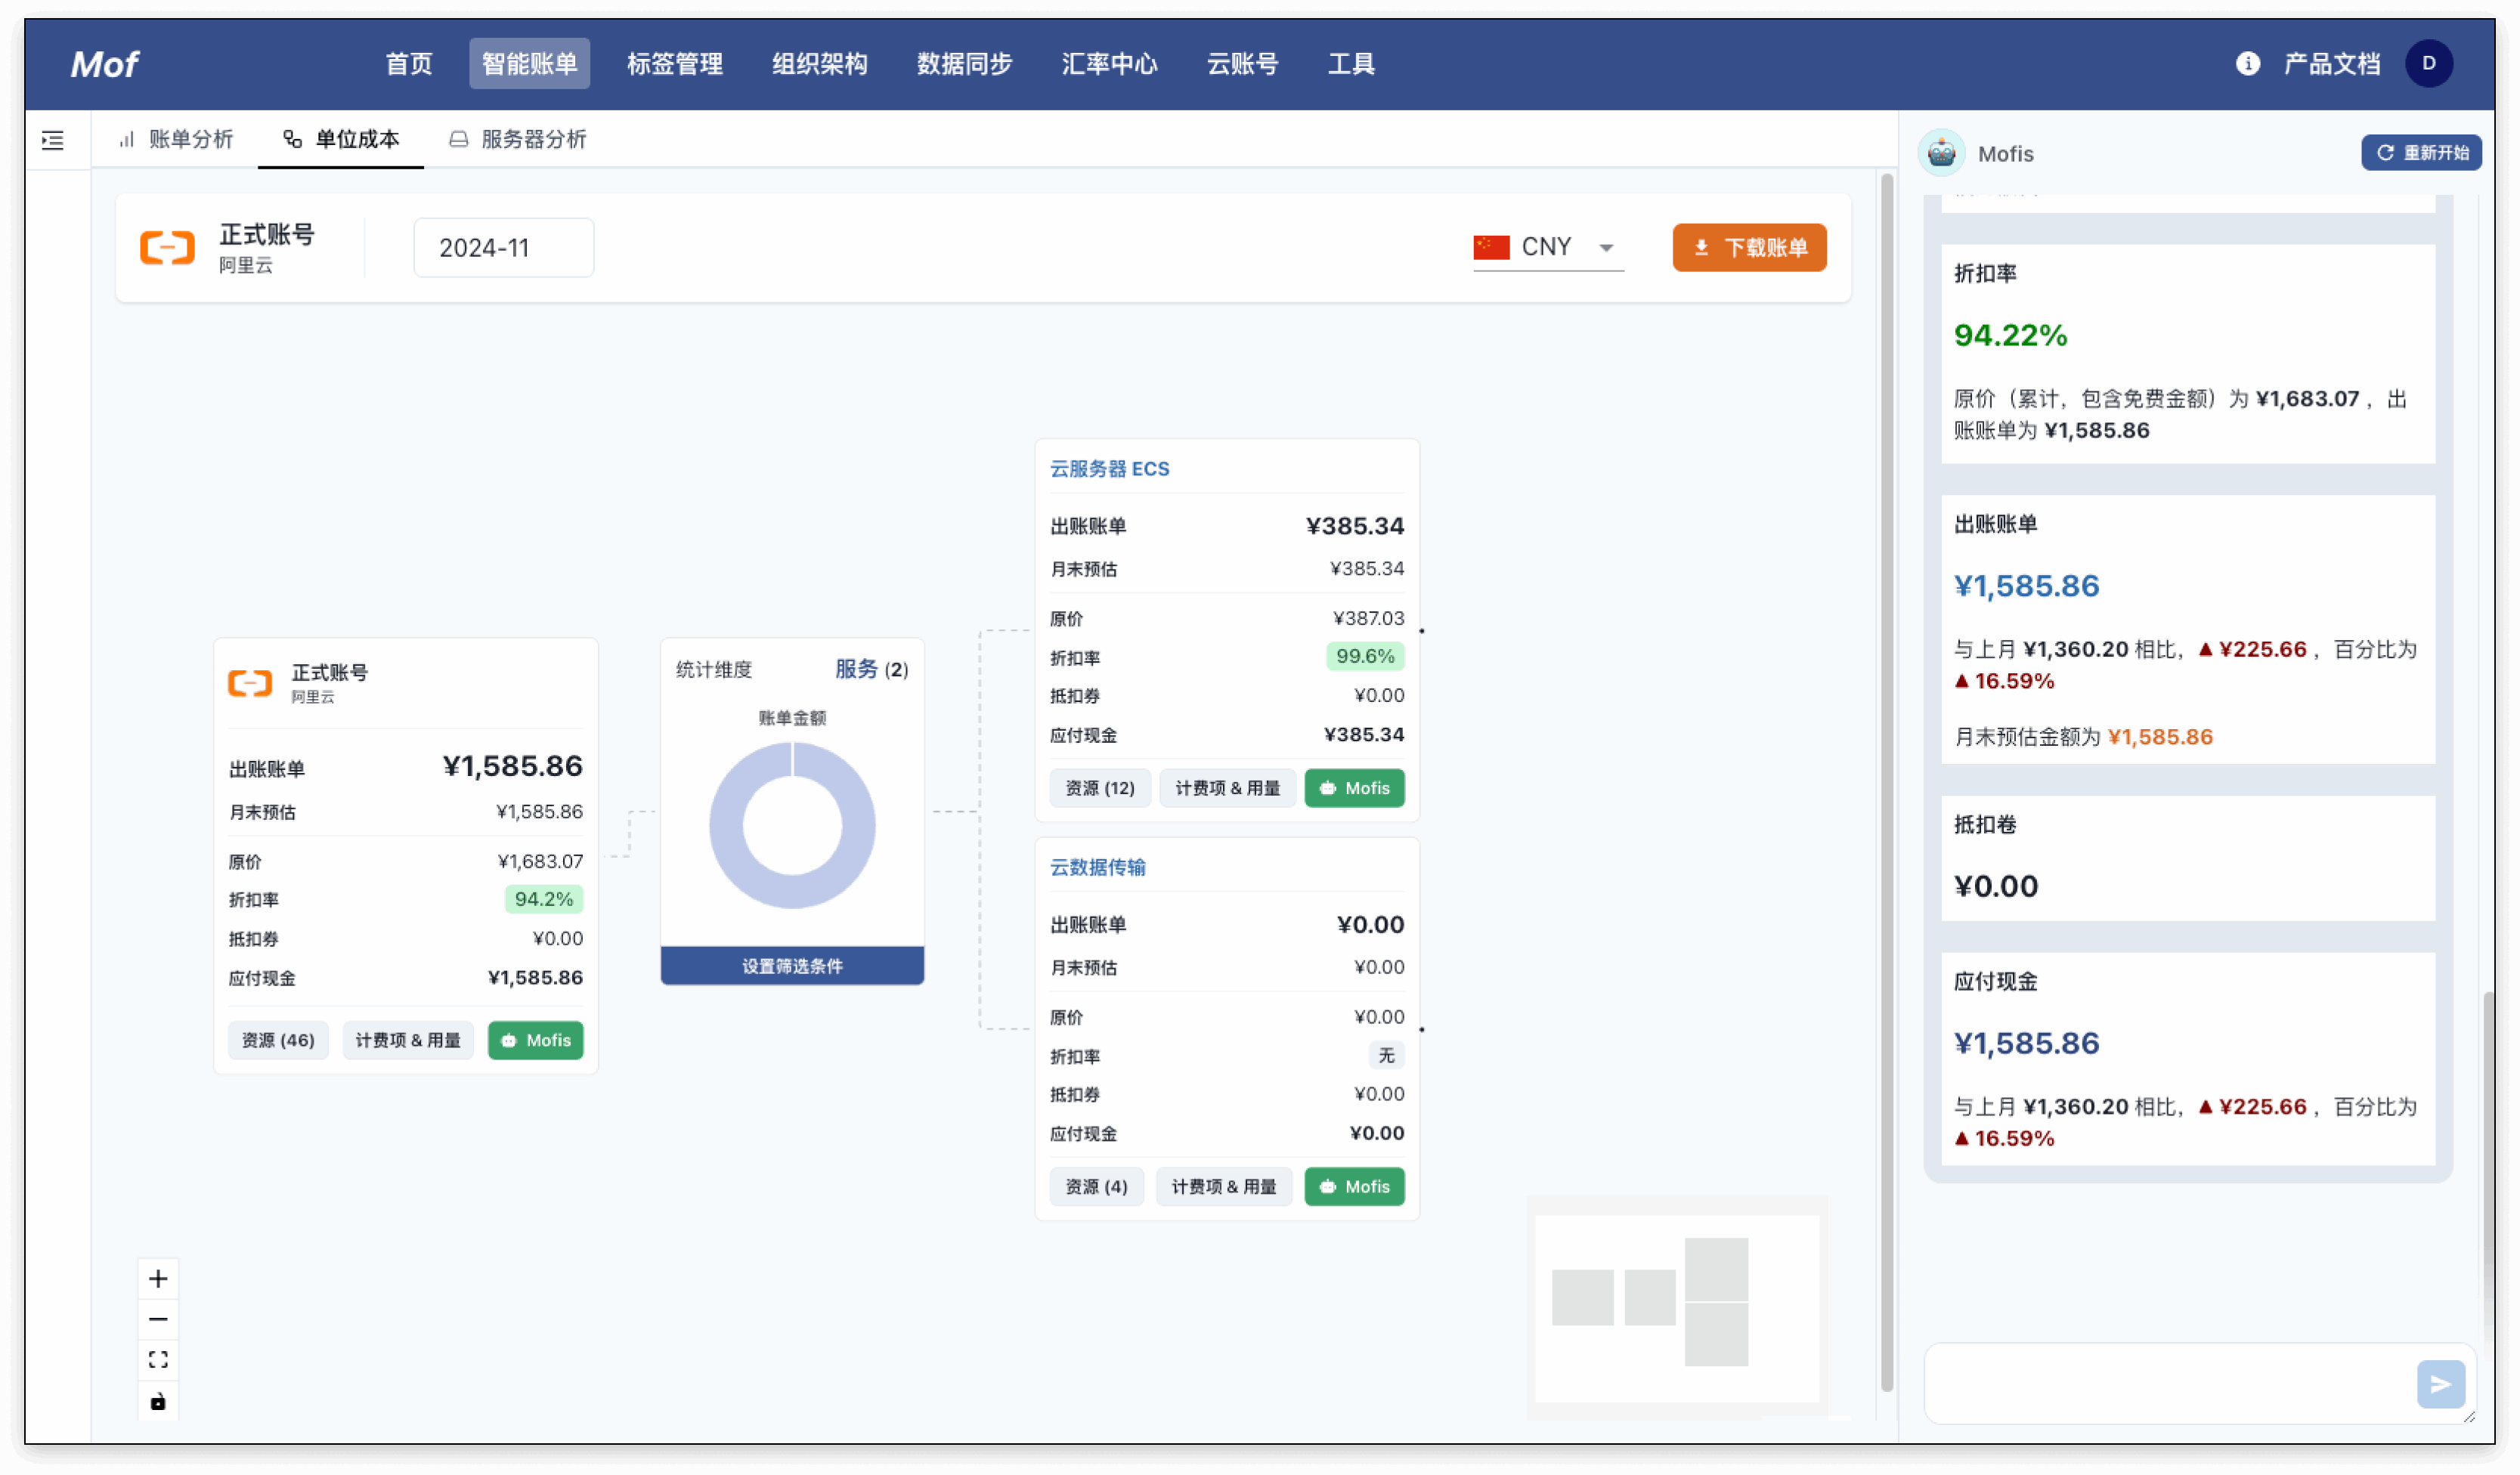 Mof
首页
智能账单
标签管理
组织架构
数据同步
汇率中心
云账号
工具
产品文档
D
账单分析
单位成本
服务器分析
正式账号
阿里云
2024-11
CNY
下载账单
正式账号
阿里云
出账账单 ¥1,585.86
月末预估 ¥1,585.86
原价 ¥1,683.07
折扣率 94.2%
抵扣券 ¥0.00
应付现金 ¥1,585.86
资源 (46) 计费项 & 用量 Mofis
统计维度 服务 (2)
账单金额
设置筛选条件
云服务器 ECS
出账账单 ¥385.34
月末预估 ¥385.34
原价 ¥387.03
折扣率 99.6%
抵扣券 ¥0.00
应付现金 ¥385.34
资源 (12) 计费项 & 用量 Mofis
云数据传输
出账账单 ¥0.00
月末预估 ¥0.00
原价 ¥0.00
折扣率 无
抵扣券 ¥0.00
应付现金 ¥0.00
资源 (4) 计费项 & 用量 Mofis
Mofis
重新开始
折扣率
94.22%
原价（累计，包含免费金额）为 ¥1,683.07 ，出
账账单为 ¥1,585.86
出账账单
¥1,585.86
与上月 ¥1,360.20 相比，▲ ¥225.66 ，百分比为
▲ 16.59%
月末预估金额为 ¥1,585.86
抵扣卷
¥0.00
应付现金
¥1,585.86
与上月 ¥1,360.20 相比，▲ ¥225.66 ，百分比为
▲ 16.59%